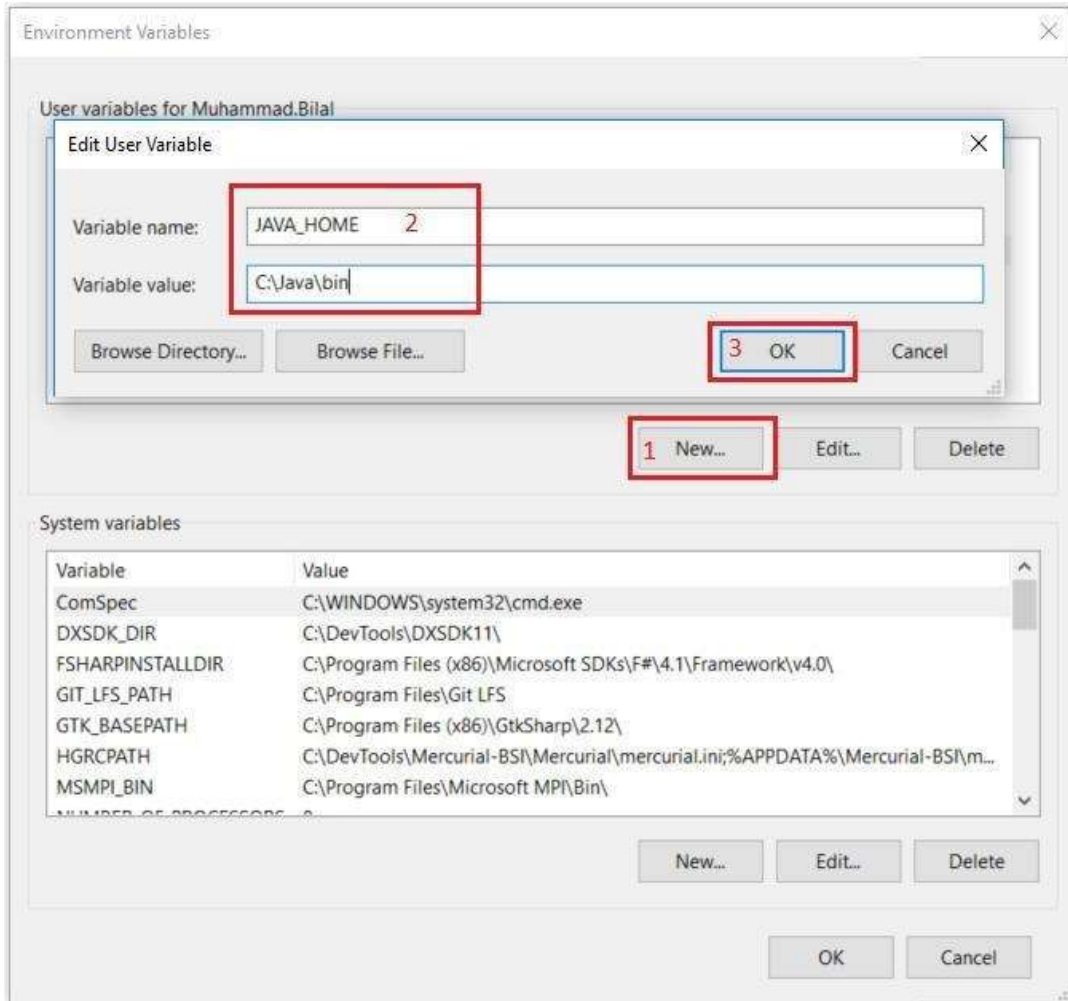 Environment Variables
User variables for Muhammad.Bilal
Edit User Variable
Variable name: JAVA_HOME 2
Variable value: C:\Java\bin
Browse Directory... Browse File... 3 OK Cancel
1 New... Edit... Delete
System variables
Variable Value
ComSpec C:\WINDOWS\system32\cmd.exe
DXSDK_DIR C:\DevTools\DXSDK11\
FSHARPINSTALLDIR C:\Program Files (x86)\Microsoft SDKs\F#\4.1\Framework\v4.0\
GIT_LFS_PATH C:\Program Files\Git LFS
GTK_BASEPATH C:\Program Files (x86)\GtkSharp\2.12\
HGRCPATH C:\DevTools\Mercurial-BSI\Mercurial\mercurial.ini;%APPDATA%\Mercurial-BSI\m...
MSMPI_BIN C:\Program Files\Microsoft MPI\Bin\
NUMBER_OF_PROCESSORS
New... Edit... Delete
OK Cancel